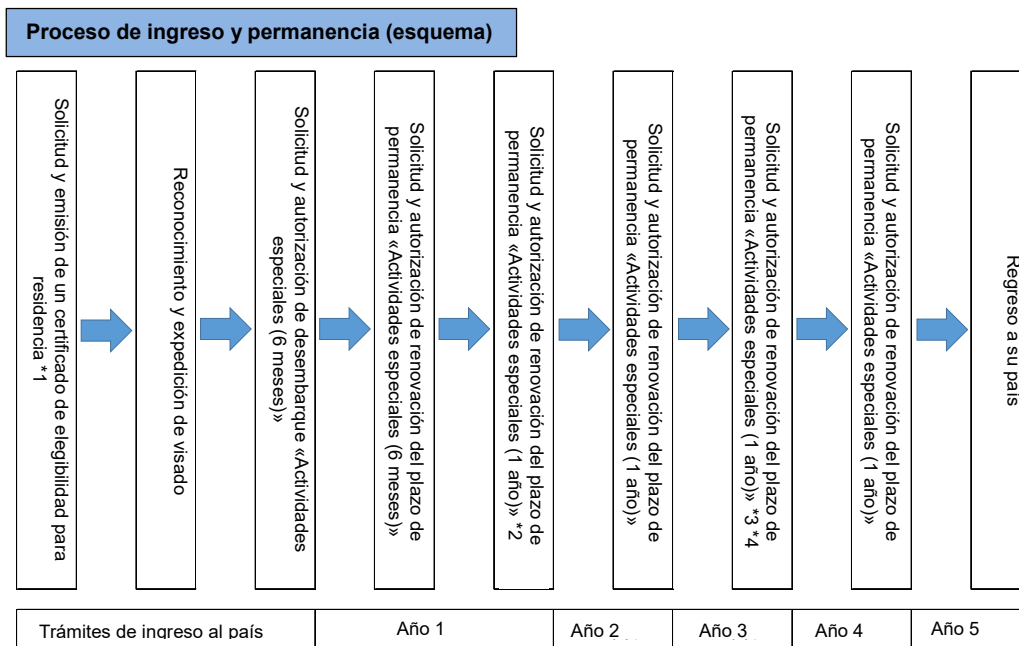 Proceso de ingreso y permanencia (esquema)
Solicitud y emisión de un certificado de elegibilidad para
residencia *1
Reconocimiento y expedición de visado
Solicitud y autorización de desembarque «Actividades
especiales (6 meses)»
Solicitud y autorización de renovación del plazo de
permanencia «Actividades especiales (6 meses)»
Solicitud y autorización de renovación del plazo de
permanencia «Actividades especiales (1 año)» *2
Solicitud y autorización de renovación del plazo de
permanencia «Actividades especiales (1 año)»
Solicitud y autorización de renovación del plazo de
permanencia «Actividades especiales (1 año)» *3 *4
Solicitud y autorización de renovación del plazo de
permanencia «Actividades especiales (1 año)»
Regreso a su país
Trámites de ingreso al país
Año 1
Año 2
Año 3
Año 4
Año 5